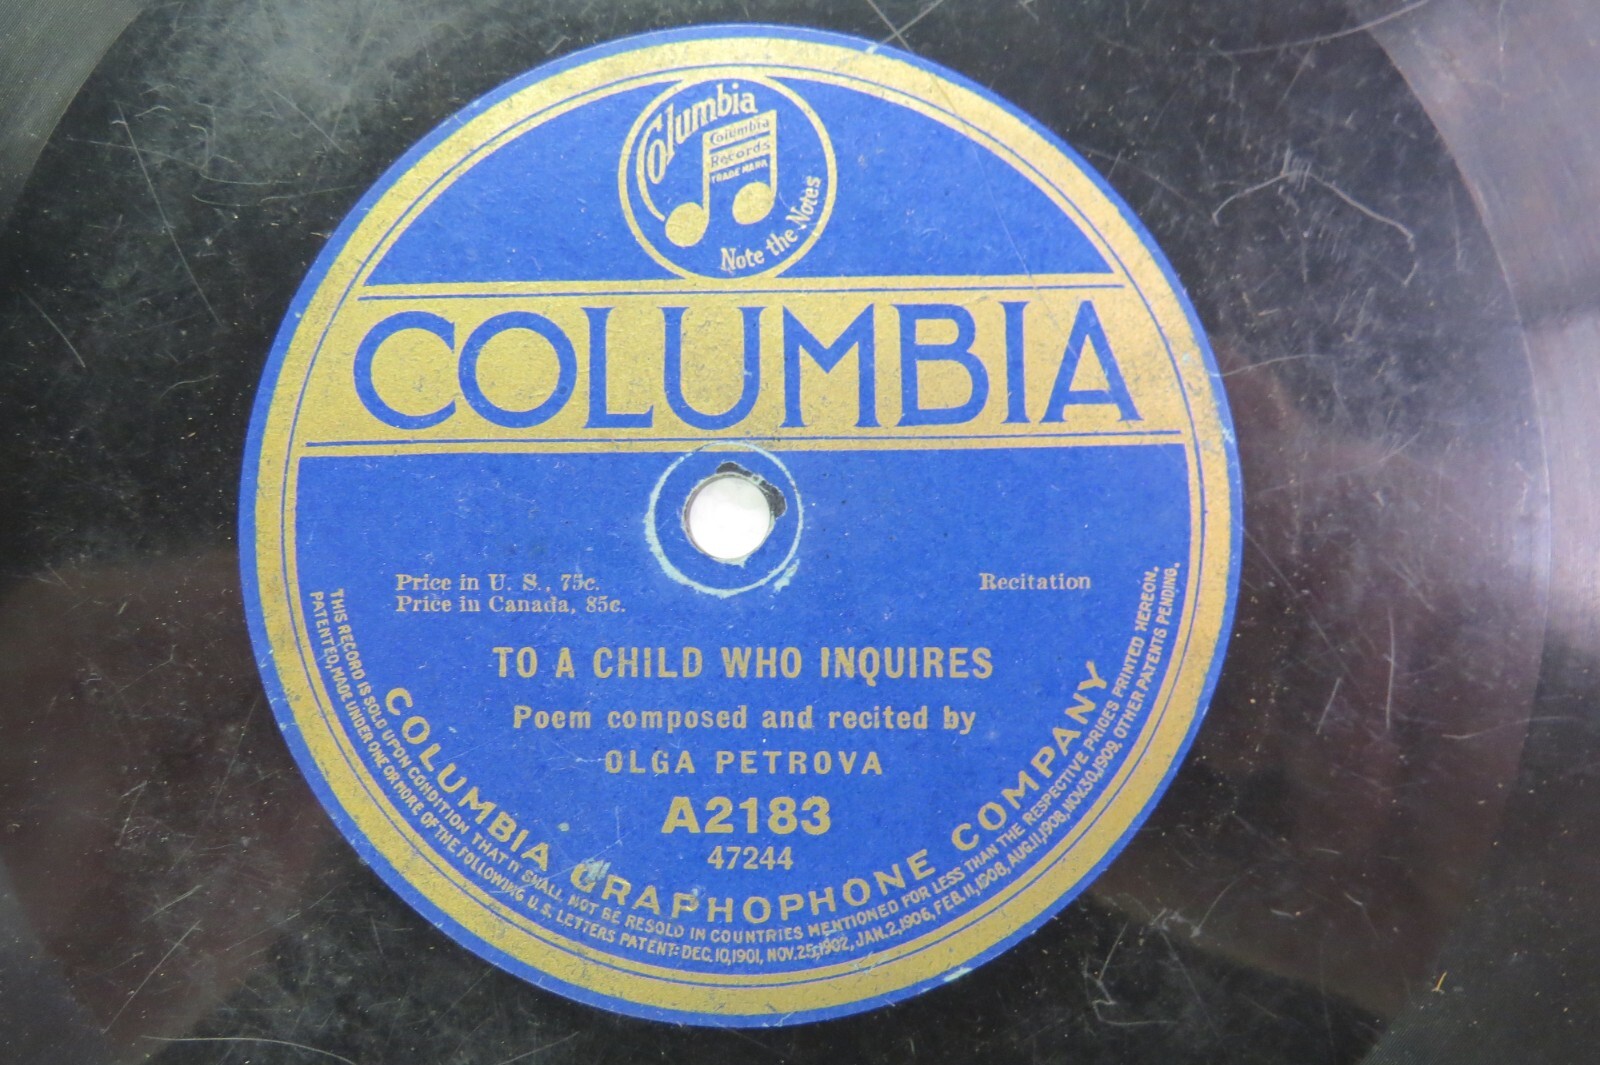 Columbia
Columbia
Records
TRADE MARK
Note the Notes
COLUMBIA
Price in U. S., 75c.
Price in Canada, 85c.
Recitation
TO A CHILD WHO INQUIRES
Poem composed and recited by
OLGA PETROVA
A2183
47244
COLUMBIA GRAPHOPHONE COMPANY
THIS RECORD IS SOLD UPON CONDITION THAT IT SHALL NOT BE RESOLD IN COUNTRIES MENTIONED FOR LESS THAN THE RESPECTIVE PRICES PRINTED HEREON.
PATENTED, MADE UNDER ONE OR MORE OF THE FOLLOWING U.S. LETTERS PATENT: DEC.10,1901, NOV.25,1902, JAN.2,1906, FEB.11,1908, AUG.11,1908, NOV.30,1909, OTHER PATENTS PENDING.